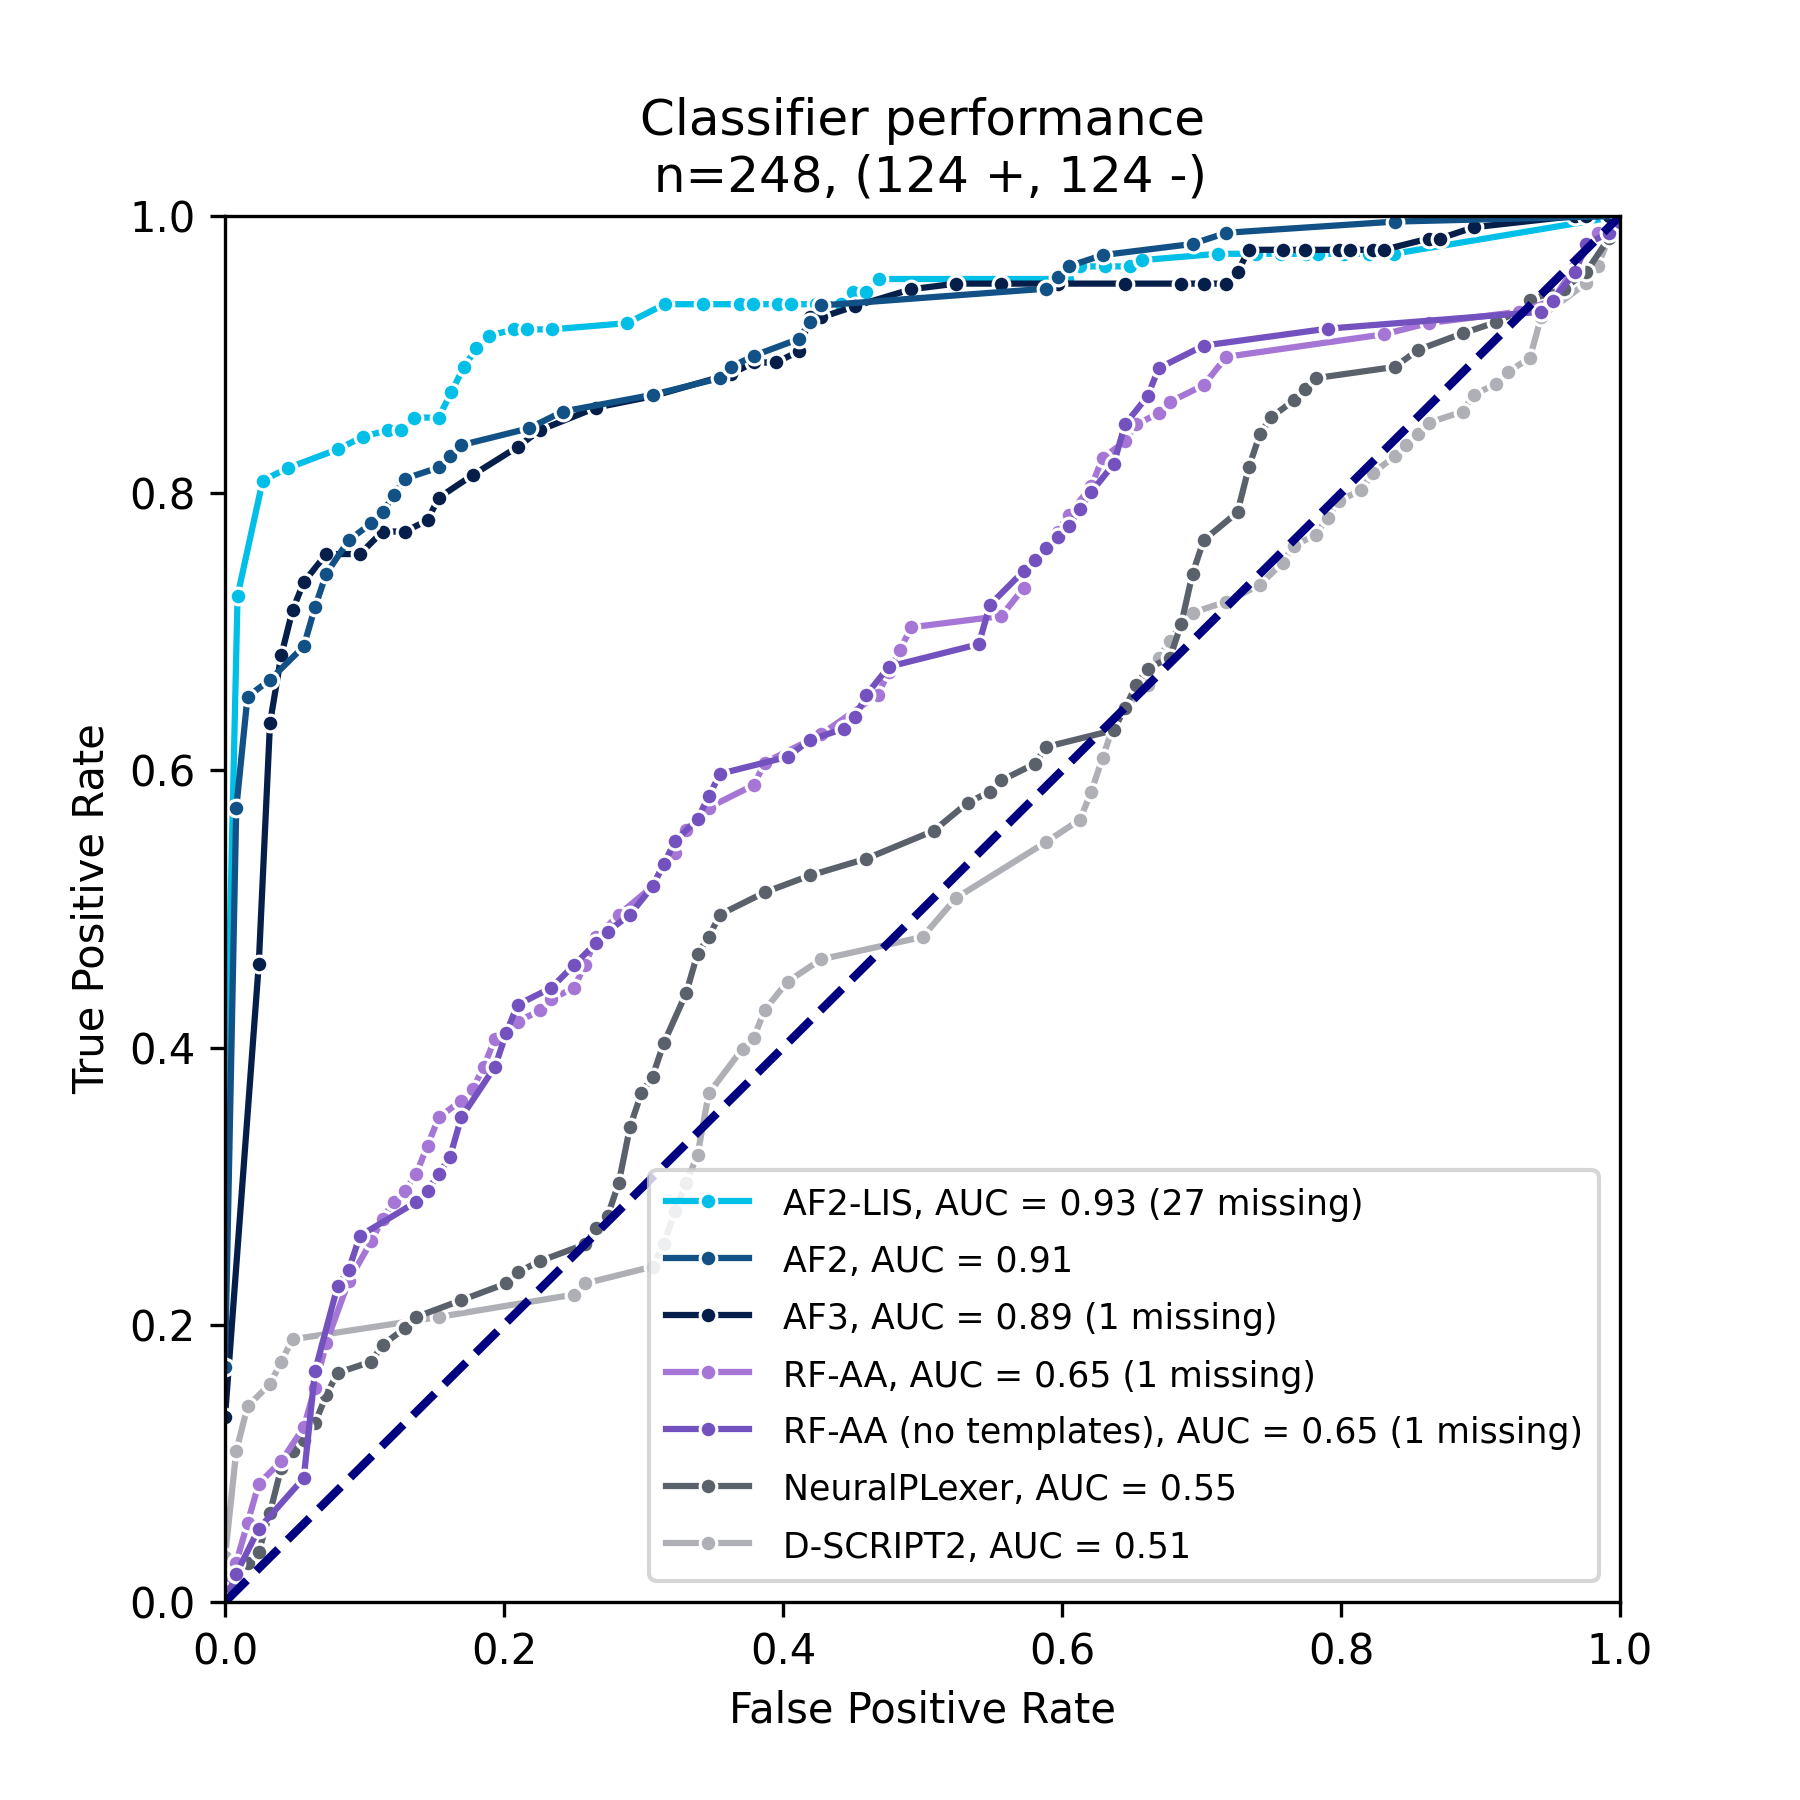 Classifier performance
n=248, (124 +, 124 -)
True Positive Rate
1.0
0.8
0.6
0.4
0.2
0.0
AF2-LIS, AUC = 0.93 (27 missing)
AF2, AUC = 0.91
AF3, AUC = 0.89 (1 missing)
RF-AA, AUC = 0.65 (1 missing)
RF-AA (no templates), AUC = 0.65 (1 missing)
NeuralPLexer, AUC = 0.55
D-SCRIPT2, AUC = 0.51
0.0 0.2 0.4 0.6 0.8 1.0
False Positive Rate